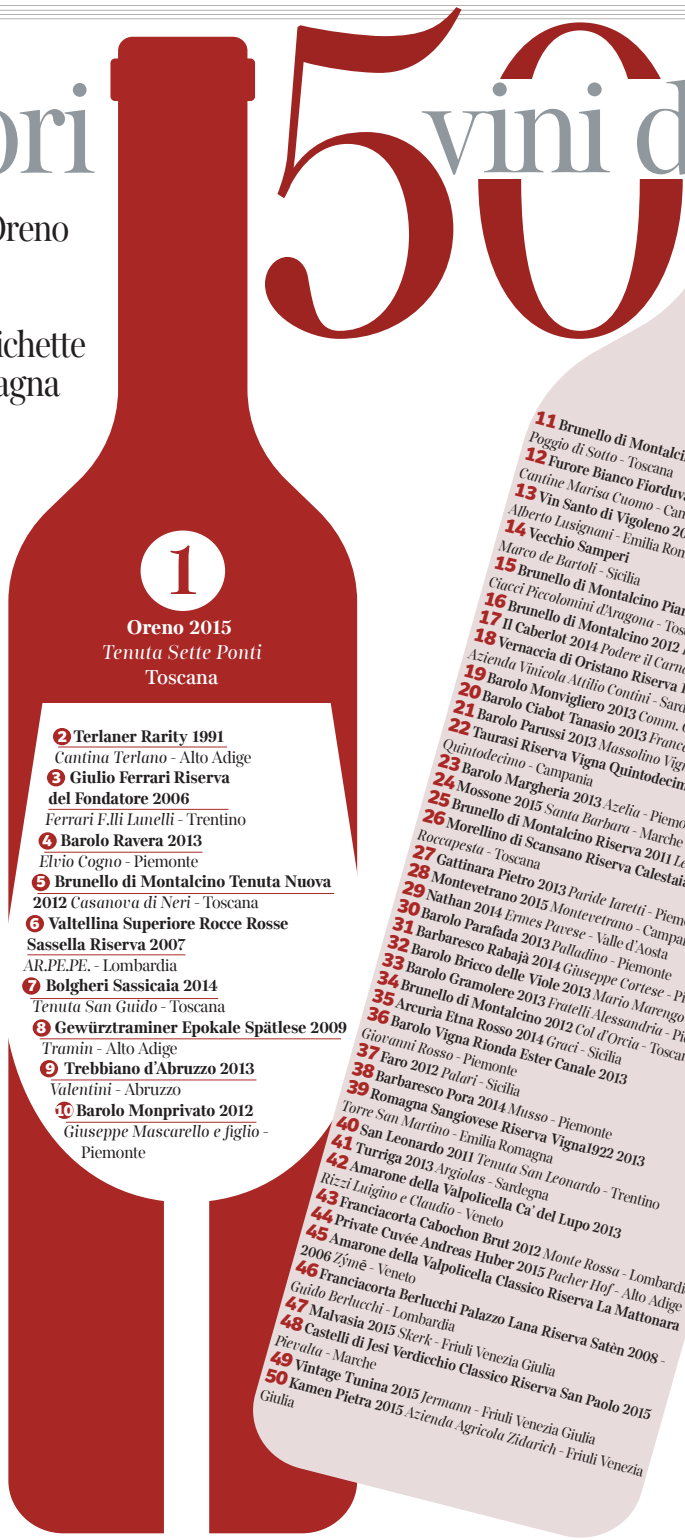 ori
50
vini d
Oreno
ichette
agna
1
Oreno 2015
Tenuta Sette Ponti
Toscana
2 Terlaner Rarity 1991
Cantina Terlano - Alto Adige
3 Giulio Ferrari Riserva
del Fondatore 2006
Ferrari F.lli Lunelli - Trentino
4 Barolo Ravera 2013
Elvio Cogno - Piemonte
5 Brunello di Montalcino Tenuta Nuova
2012 Casanova di Neri - Toscana
6 Valtellina Superiore Rocce Rosse
Sassella Riserva 2007
AR.PE.PE. - Lombardia
7 Bolgheri Sassicaia 2014
Tenuta San Guido - Toscana
8 Gewürztraminer Epokale Spätlese 2009
Tramin - Alto Adige
9 Trebbiano d'Abruzzo 2013
Valentini - Abruzzo
10 Barolo Monprivato 2012
Giuseppe Mascarello e figlio -
Piemonte
11 Brunello di Montalci
Poggio di Sotto - Toscana
12 Furore Bianco Fiorduva
Cantine Marisa Cuomo - Can
13 Vin Santo di Vigoleno 20
Alberto Lusignani - Emilia Rom
14 Vecchio Samperi
Marco de Bartoli - Sicilia
15 Brunello di Montalcino Pian
Ciacci Piccolomini d'Aragona - Tosc
16 Brunello di Montalcino 2012
17 Il Caberlot 2014 Podere il Carna
18 Vernaccia di Oristano Riserva 1
Azienda Vinicola Attilio Contini - Sard
19 Barolo Monvigliero 2013 Comm.
20 Barolo Ciabot Tanasio 2013 France
21 Barolo Parussi 2013 Massolino Vign
22 Taurasi Riserva Vigna Quintodecim
Quintodecimo - Campania
23 Barolo Margheria 2013 Azelia - Piemo
24 Mossone 2015 Santa Barbara - Marche
25 Brunello di Montalcino Riserva 2011 Le
26 Morellino di Scansano Riserva Calestaia
Roccapesta - Toscana
27 Gattinara Pietro 2013 Paride Iaretti - Piem
28 Montevetrano 2015 Montevetrano - Campan
29 Nathan 2014 Ermes Pavese - Valle d'Aosta
30 Barolo Parafada 2013 Palladino - Piemonte
31 Barbaresco Rabajà 2014 Giuseppe Cortese - Pi
32 Barolo Bricco delle Viole 2013 Mario Marengo
33 Barolo Gramolere 2013 Fratelli Alessandria - Pie
34 Brunello di Montalcino 2012 Col d'Orcia - Toscan
35 Arcuria Etna Rosso 2014 Graci - Sicilia
36 Barolo Vigna Rionda Ester Canale 2013
Giovanni Rosso - Piemonte
37 Faro 2012 Palari - Sicilia
38 Barbaresco Pora 2014 Musso - Piemonte
39 Romagna Sangiovese Riserva Vigna1922 2013
Torre San Martino - Emilia Romagna
40 San Leonardo 2011 Tenuta San Leonardo - Trentino
41 Turriga 2013 Argiolas - Sardegna
42 Amarone della Valpolicella Ca' del Lupo 2013
Rizzi Luigino e Claudio - Veneto
43 Franciacorta Cabochon Brut 2012 Monte Rossa - Lombardi
44 Private Cuvée Andreas Huber 2015 Pacher Hof - Alto Adige
45 Amarone della Valpolicella Classico Riserva La Mattonara
2006 Zýmē - Veneto
46 Franciacorta Berlucchi Palazzo Lana Riserva Satèn 2008 -
Guido Berlucchi - Lombardia
47 Malvasia 2015 Skerk - Friuli Venezia Giulia
48 Castelli di Jesi Verdicchio Classico Riserva San Paolo 2015
Pievalta - Marche
49 Vintage Tunina 2015 Jermann - Friuli Venezia Giulia
50 Kamen Pietra 2015 Azienda Agricola Zidarich - Friuli Venezia
Giulia